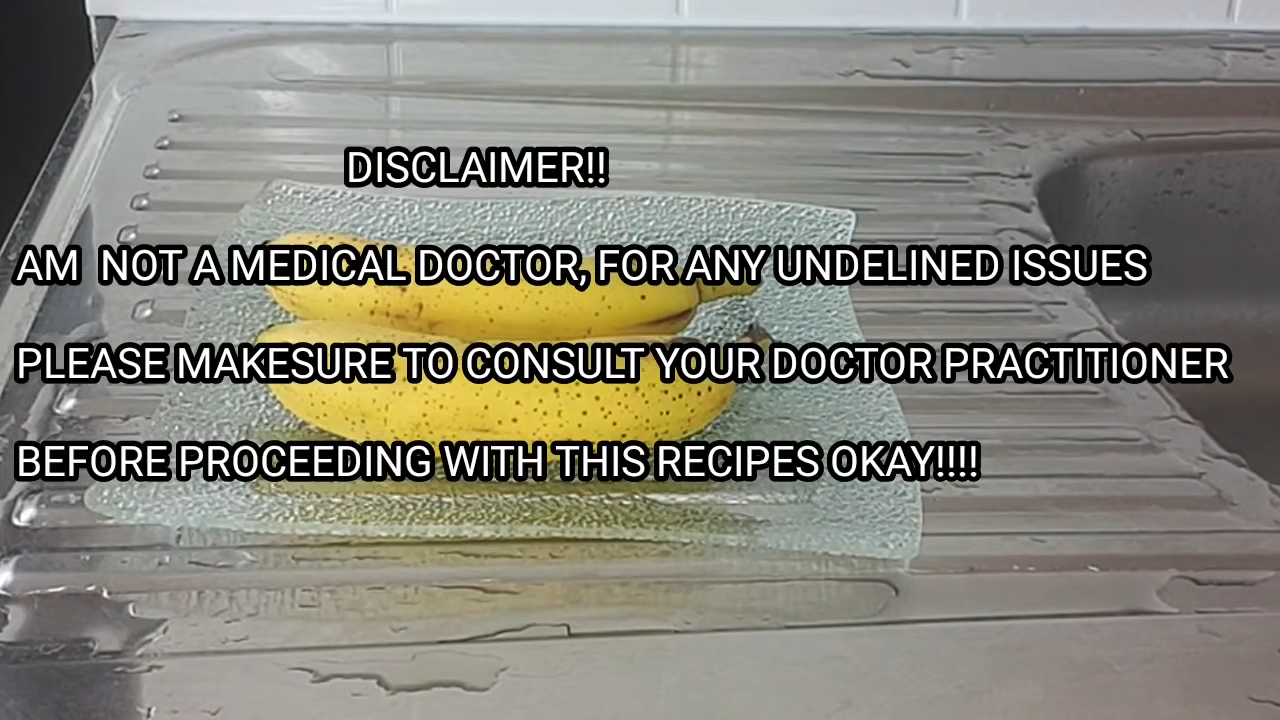 DISCLAIMER!!
AM NOT A MEDICAL DOCTOR, FOR ANY UNDELINED ISSUES
PLEASE MAKESURE TO CONSULT YOUR DOCTOR PRACTITIONER
BEFORE PROCEEDING WITH THIS RECIPES OKAY!!!!